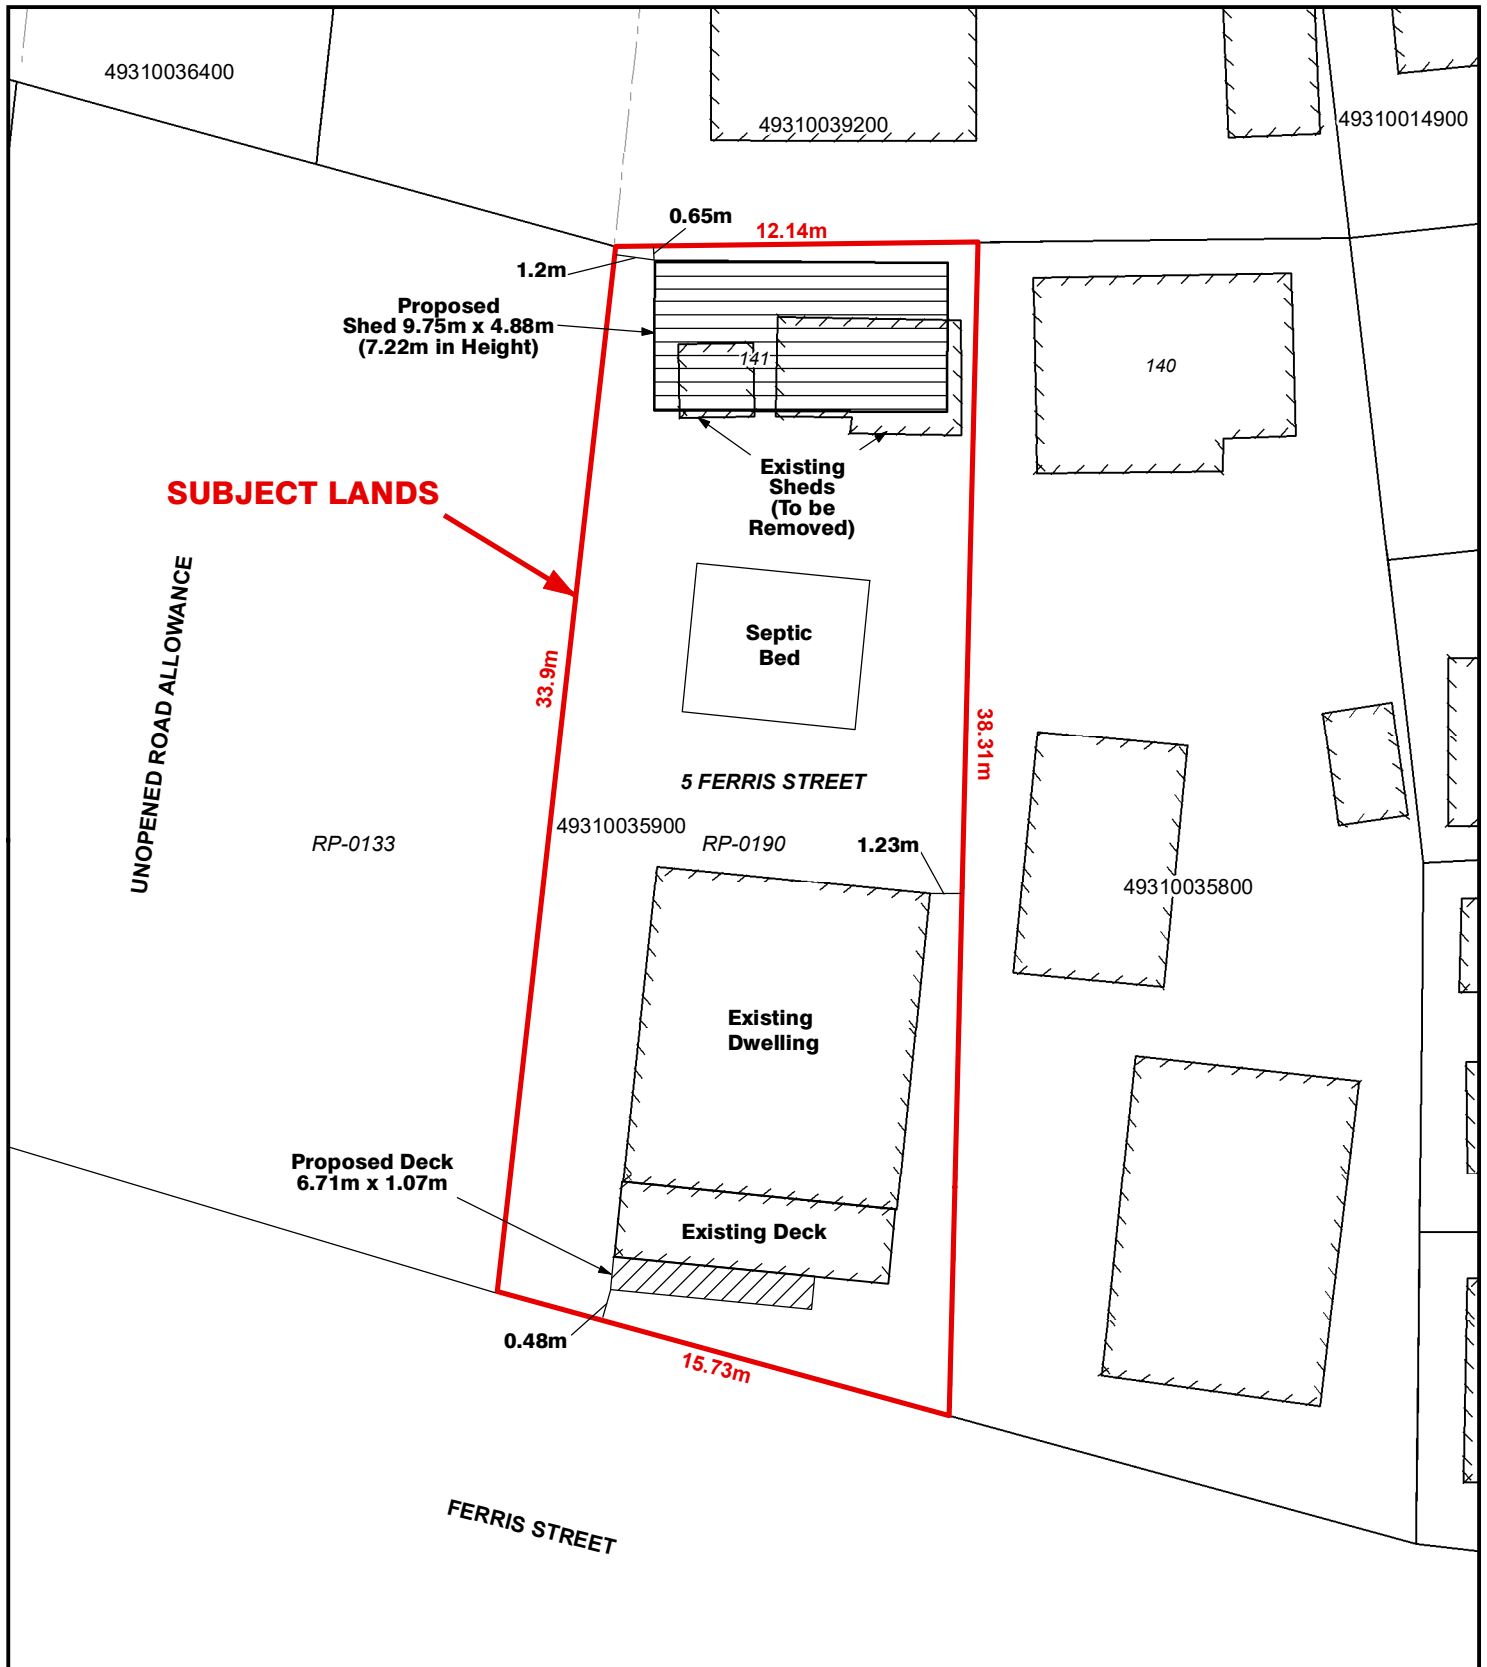 49310036400
49310039200
49310014900
0.65m
12.14m
1.2m
Proposed
Shed 9.75m x 4.88m
(7.22m in Height)
141
140
Existing
Sheds
(To be
Removed)
SUBJECT LANDS
UNOPENED ROAD ALLOWANCE
Septic
Bed
33.9m
38.31m
5 FERRIS STREET
49310035900
RP-0133
RP-0190
1.23m
49310035800
Existing
Dwelling
Proposed Deck
6.71m x 1.07m
Existing Deck
0.48m
15.73m
FERRIS STREET